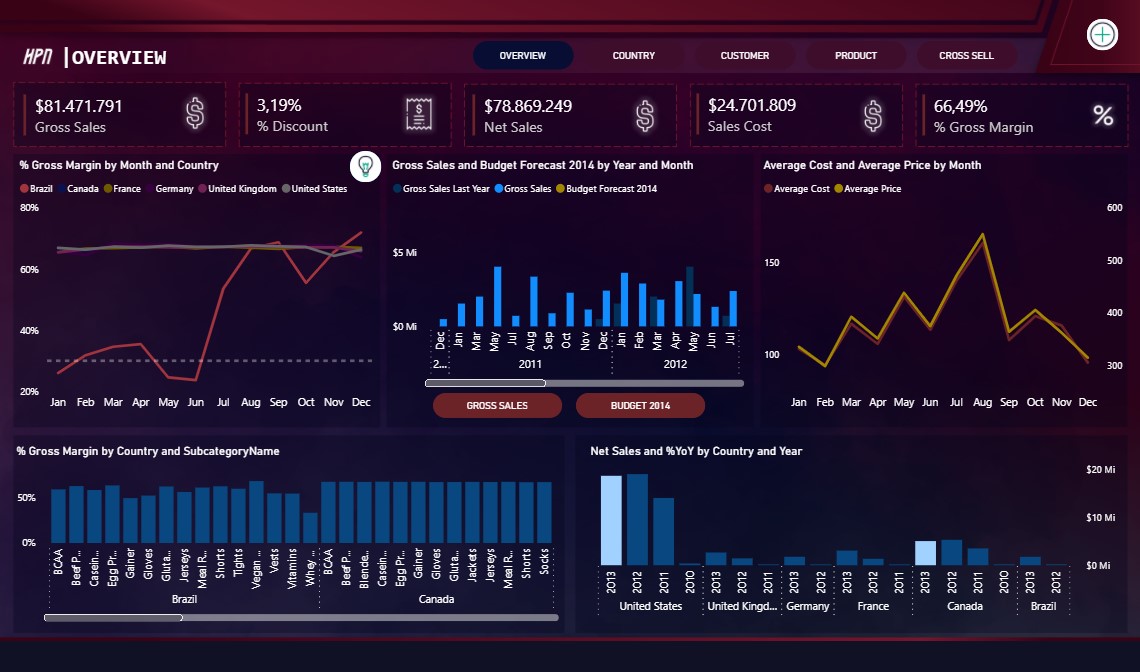 HPN | OVERVIEW
OVERVIEW COUNTRY CUSTOMER PRODUCT CROSS SELL
$81.471.791
Gross Sales
3,19%
% Discount
$78.869.249
Net Sales
$24.701.809
Sales Cost
66,49%
% Gross Margin
%
% Gross Margin by Month and Country
Brazil Canada France Germany United Kingdom United States
80%
60%
40%
20%
Jan Feb Mar Apr May Jun Jul Aug Sep Oct Nov Dec
Gross Sales and Budget Forecast 2014 by Year and Month
Gross Sales Last Year Gross Sales Budget Forecast 2014
$5 Mi
$0 Mi
Dec Jan Mar May Jul Aug Sep Oct Nov Dec Jan Feb Mar Apr May Jun Jul
2... 2011 2012
GROSS SALES BUDGET 2014
Average Cost and Average Price by Month
Average Cost Average Price
600
150 500
400
100 300
Jan Feb Mar Apr May Jun Jul Aug Sep Oct Nov Dec
% Gross Margin by Country and SubcategoryName
50%
0%
BCAA Beef P... Casein... Egg Pr... Gainer Gloves Gluta... Jerseys Meal R... Shorts Tights Vegan ... Vests Vitamins Whey ... BCAA Beef P... Blende... Casein... Egg Pr... Gainer Gloves Gluta... Jackets Jerseys Meal R... Shorts Socks
Brazil Canada
Net Sales and %YoY by Country and Year
$20 Mi
$10 Mi
$0 Mi
2013 2012 2011 2010 2013 2012 2011 2013 2012 2013 2012 2011 2013 2012 2011 2010 2013 2012
United States United Kingd... Germany France Canada Brazil